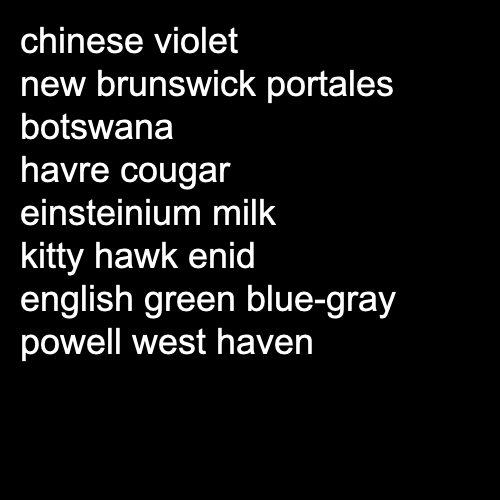 chinese violet
new brunswick portales
botswana
havre cougar
einsteinium milk
kitty hawk enid
english green blue-gray
powell west haven